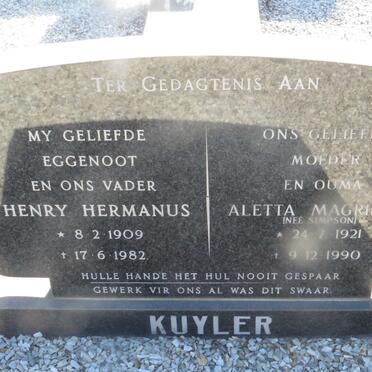 TER GEDAGTENIS AAN
MY GELIEFDE
EGGENOOT
EN ONS VADER
HENRY HERMANUS
* 8·2·1909
† 17·6·1982
ONS
MOEDER
EN OUMA
ALETTA
(NEÉ SIMPSON)
* 24·7·1921
† 9·12·1990
HULLE HANDE HET HUL NOOIT GESPAAR
GEWERK VIR ONS AL WAS DIT SWAAR.
KUYLER